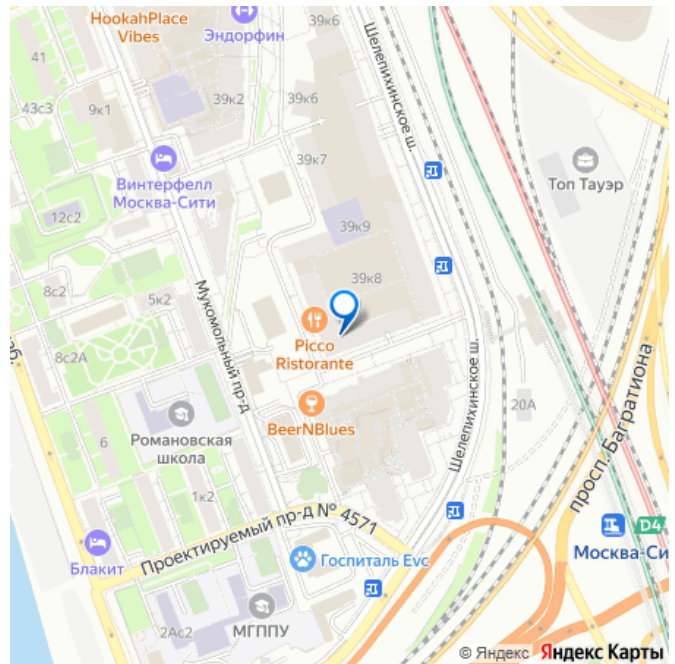 HookahPlace
Vibes
Эндорфин
39к6
41
43с3
9к1
39к2
39к6
Шелепихинское ш.
39к7
Винтерфелл
Москва-Сити
Топ Тауэр
12с2
39к9
39к8
8с2
5к2
Мукомольный пр-д
8с2А
Picco
Ristorante
наб.
BeerNBlues
Романовская
школа
6
1к2
20А
Шелепихинское ш.
просп. Багратиона
Проектируемый пр-д № 4571
D4
Москва-Си
Блакит
Госпиталь Evc
2Ас2
МГППУ
© Яндекс Яндекс Карты